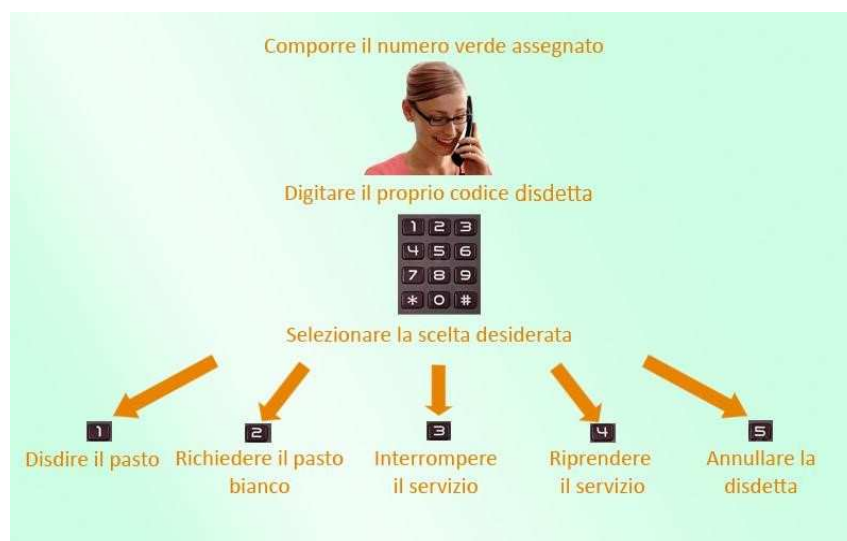 Comporre il numero verde assegnato
Digitare il proprio codice disdetta
1 2 3
4 5 6
7 8 9
* 0 #
Selezionare la scelta desiderata
1
Disdire il pasto
2
Richiedere il pasto
bianco
3
Interrompere
il servizio
4
Riprendere
il servizio
5
Annullare la
disdetta